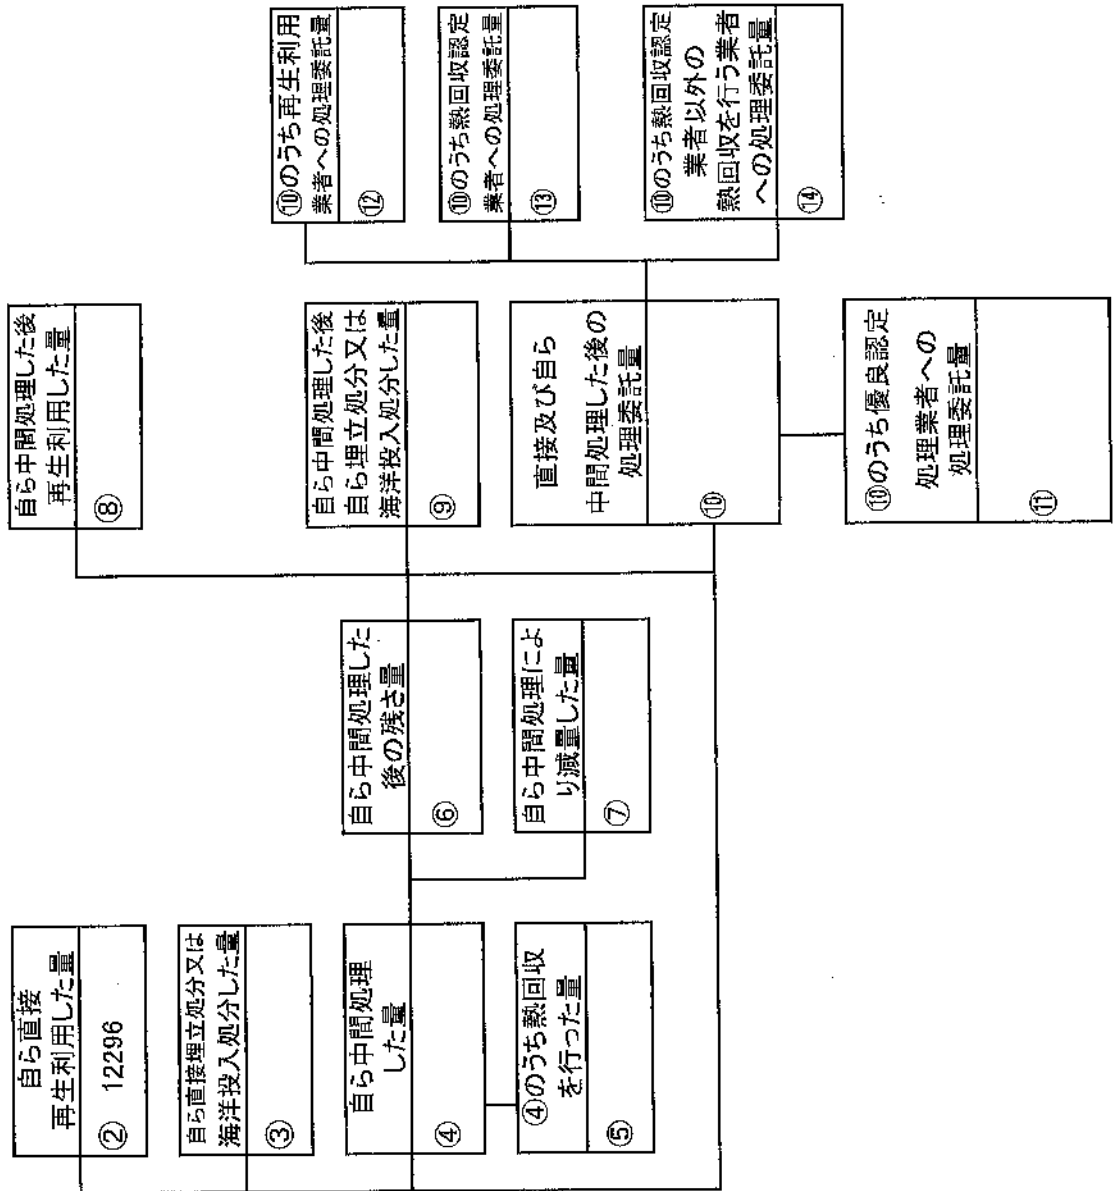 自ら直接
再生利用した量
② 12296
自ら直接埋立処分又は
海洋投入処分した量
③
自ら中間処理
した量
④
④のうち熱回収
を行った量
⑤
自ら中間処理した
後の残さ量
⑥
自ら中間処理によ
り減量した量
⑦
自ら中間処理した後
再生利用した量
⑧
自ら中間処理した後
自ら埋立処分又は
海洋投入処分した量
⑨
直接及び自ら
中間処理した後の
処理委託量
⑩
⑩のうち優良認定
処理業者への
処理委託量
⑪
⑩のうち再生利用
業者への処理委託量
⑫
⑩のうち熱回収認定
業者への処理委託量
⑬
⑩のうち熱回収認定
業者以外の
熱回収を行う業者
への処理委託量
⑭